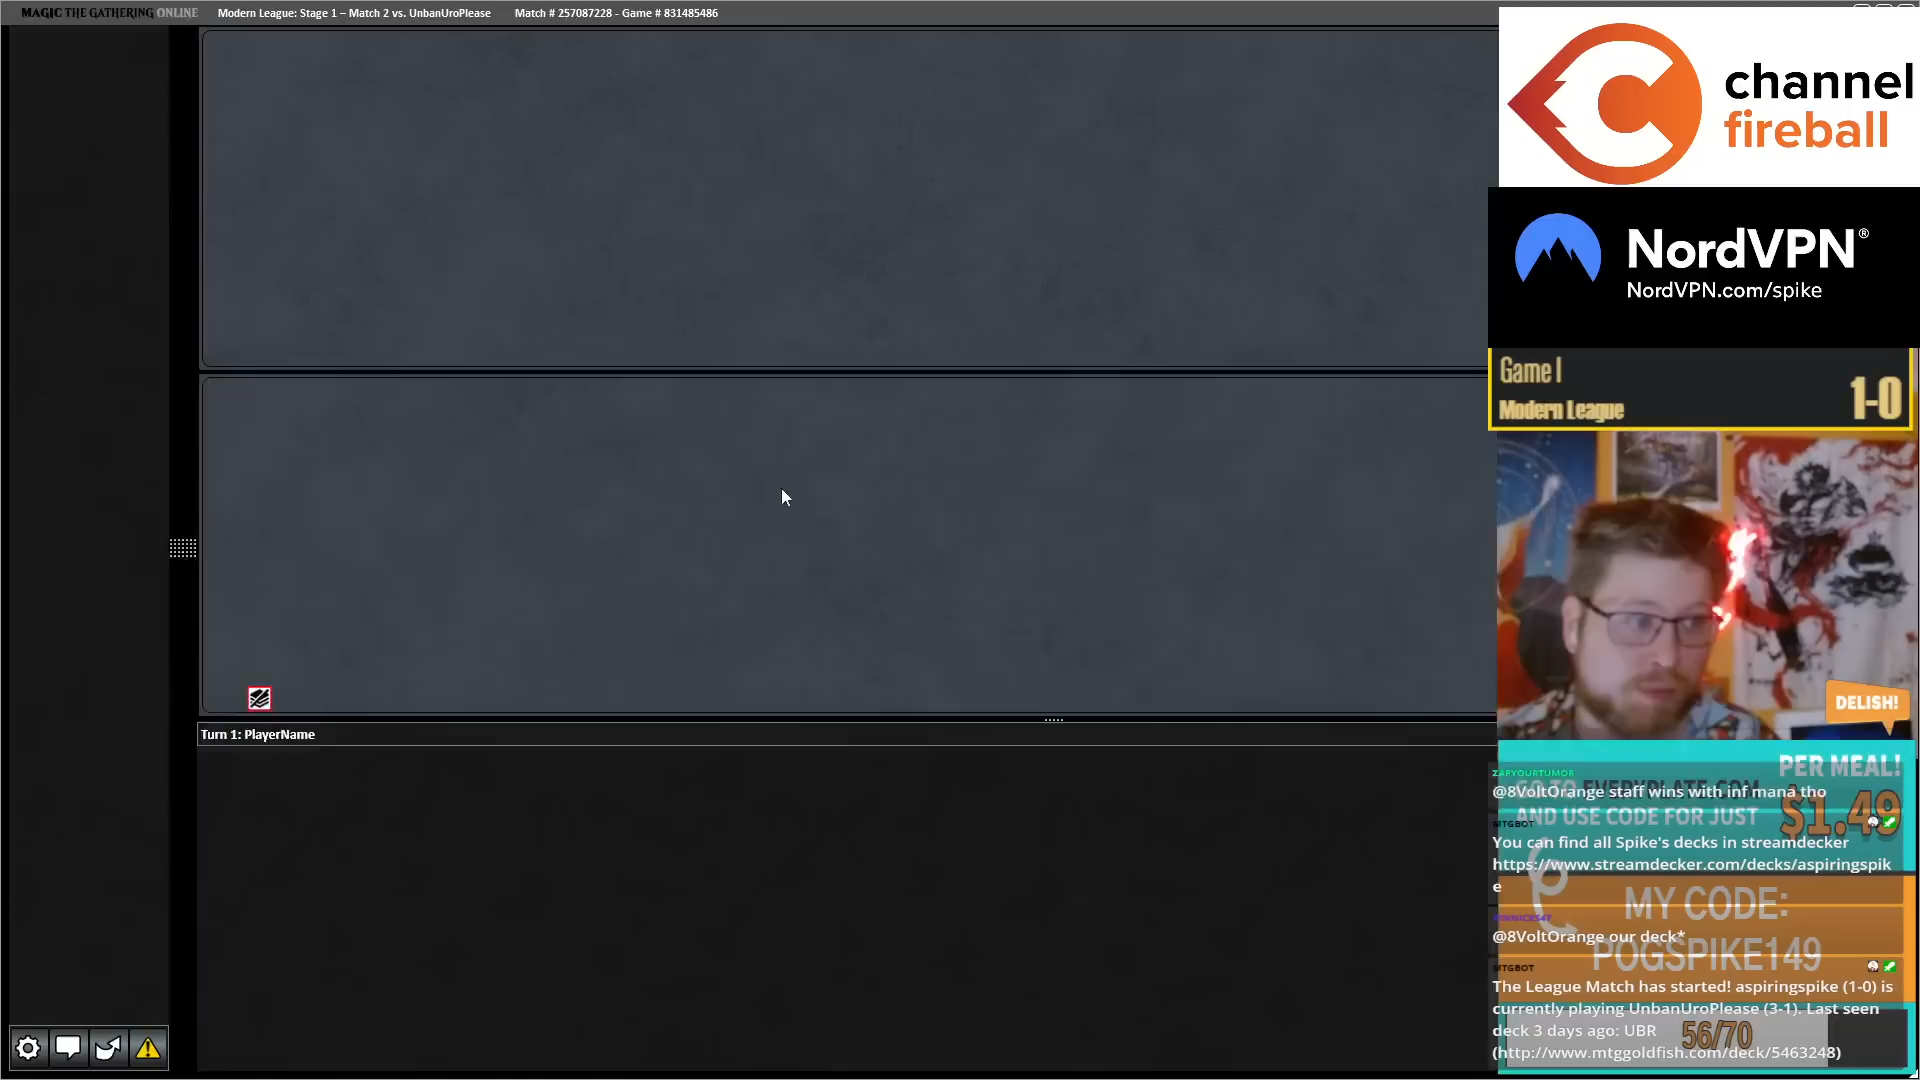 MAGIC THE GATHERING ONLINE Modern League: Stage 1 – Match 2 vs. UnbanUroPlease Match # 257087228 - Game # 831485486
channel
fireball
NordVPN®
NordVPN.com/spike
Game 1
Modern League
1-0
DELISH!
Turn 1: PlayerName
PER MEAL!
ZAPYOURTUMOR
GO TO EVERYPLATE.COM
@8VoltOrange staff wins with inf mana tho
AND USE CODE FOR JUST
$1.49
MTGBOT
You can find all Spike's decks in streamdecker
https://www.streamdecker.com/decks/aspiringspik
e
MY CODE:
@8VoltOrange our deck*
POGSPIKE149
MTGBOT
The League Match has started! aspiringspike (1-0) is
currently playing UnbanUroPlease (3-1). Last seen
deck 3 days ago: UBR
56/70
(http://www.mtggoldfish.com/deck/5463248)